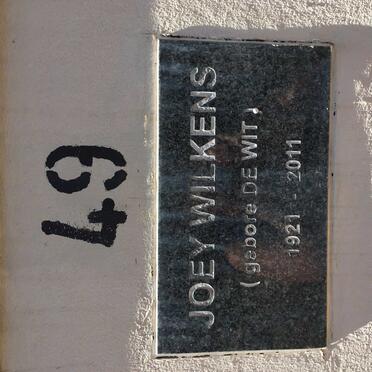 49
JOEY WILKENS
(gebore DE WIT)
1921 - 2011